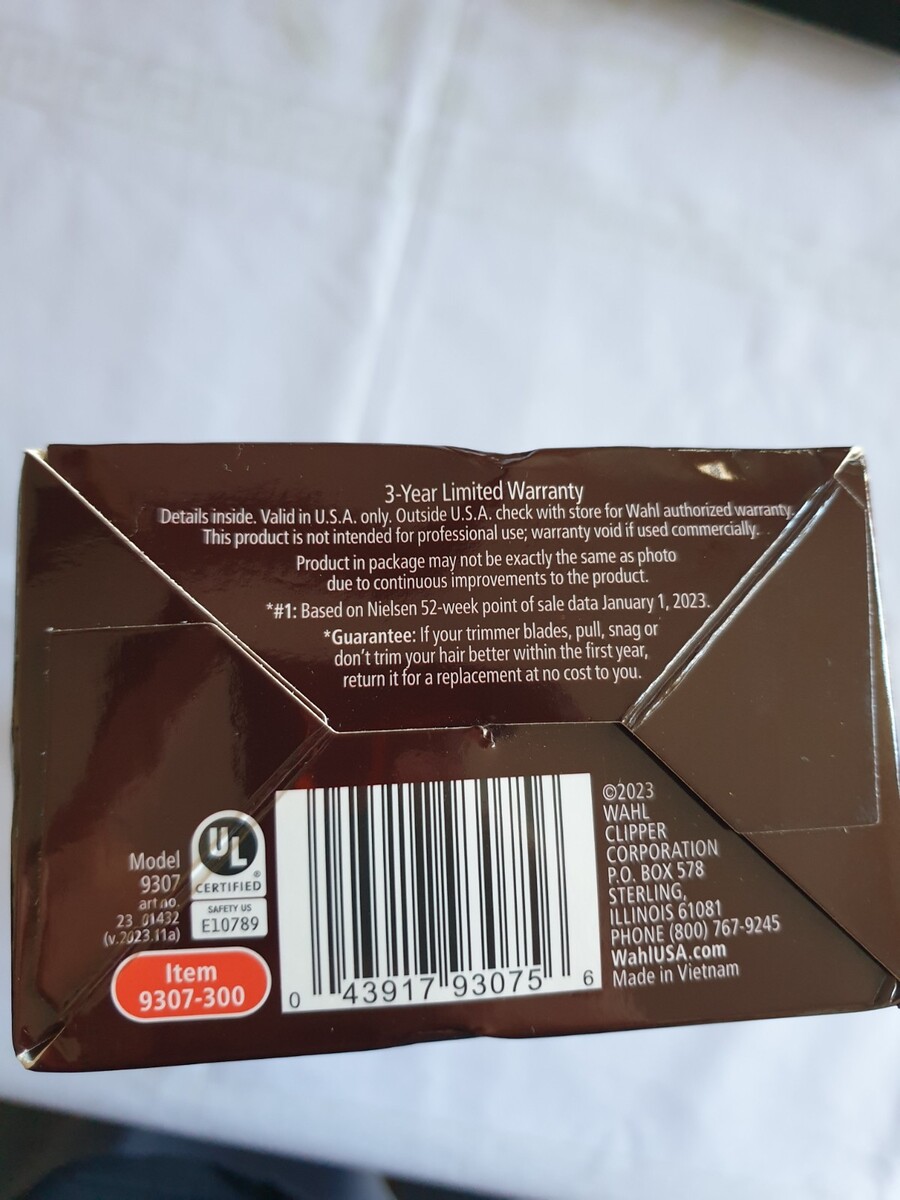 3-Year Limited Warranty
Details inside. Valid in U.S.A. only. Outside U.S.A. check with store for Wahl authorized warranty.
This product is not intended for professional use; warranty void if used commercially.
Product in package may not be exactly the same as photo
due to continuous improvements to the product.
*#1: Based on Nielsen 52-week point of sale data January 1, 2023.
*Guarantee: If your trimmer blades, pull, snag or
don't trim your hair better within the first year,
return it for a replacement at no cost to you.
Model
9307
art no.
23_01432
(v.2023.11a)
Item
9307-300
UL
CERTIFIED®
SAFETY US
E10789
0 43917 93075 6
©2023
WAHL
CLIPPER
CORPORATION
P.O. BOX 578
STERLING,
ILLINOIS 61081
PHONE (800) 767-9245
WahlUSA.com
Made in Vietnam